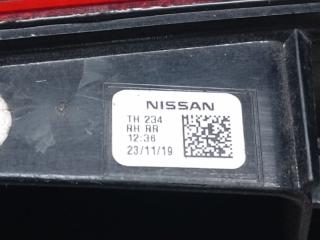 NISSAN
TH 234
RH RR
12:36
23/11/19